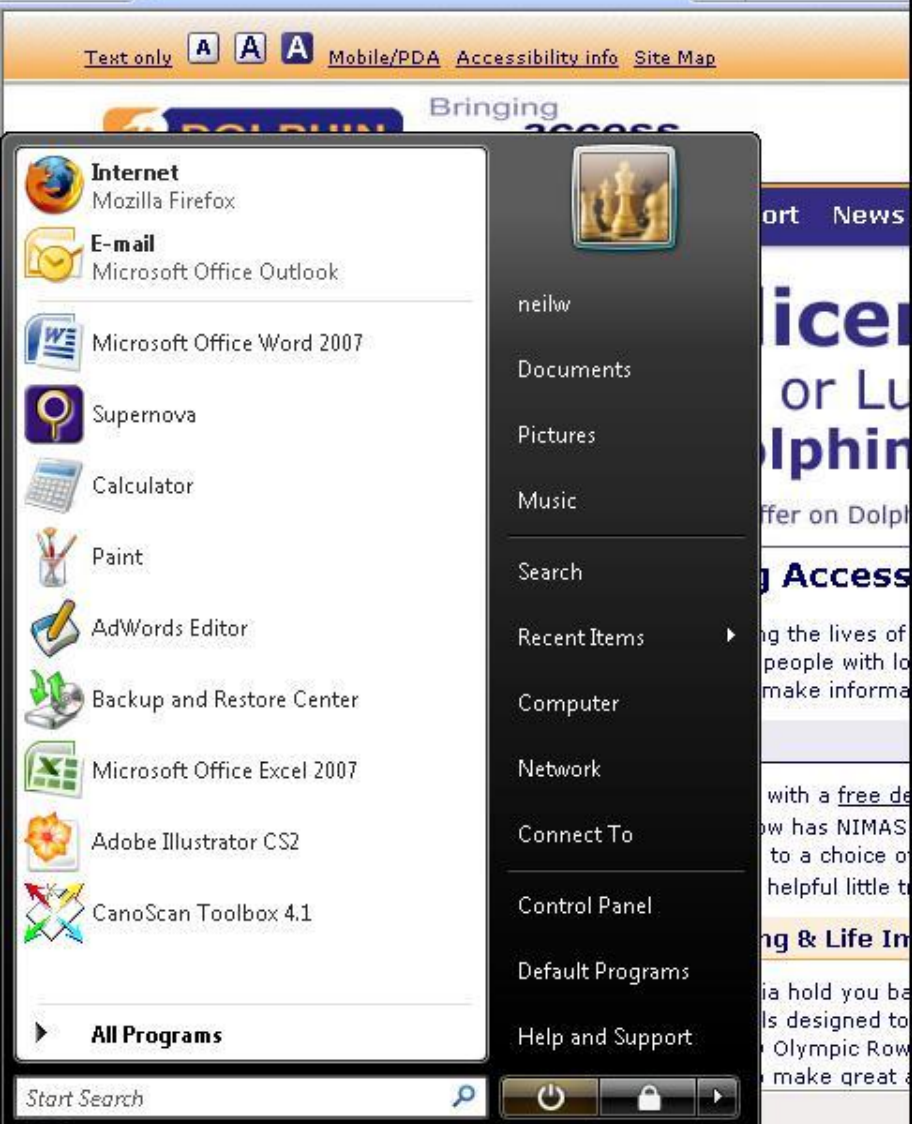 Text only A A A Mobile/PDA Accessibility info Site Map
DOLPHIN
Bringing
access
Internet
Mozilla Firefox
E-mail
Microsoft Office Outlook
Microsoft Office Word 2007
Supernova
Calculator
Paint
AdWords Editor
Backup and Restore Center
Microsoft Office Excel 2007
Adobe Illustrator CS2
CanoScan Toolbox 4.1
All Programs
Start Search
neilw
Documents
Pictures
Music
Search
Recent Items
Computer
Network
Connect To
Control Panel
Default Programs
Help and Support
ort News
licen
or Lu
lphin
ffer on Dolph
g Access
ng the lives of
people with lo
make informa
with a free de
ow has NIMAS
to a choice of
helpful little tr
ng & Life Im
ia hold you ba
ls designed to
Olympic Row
make great a